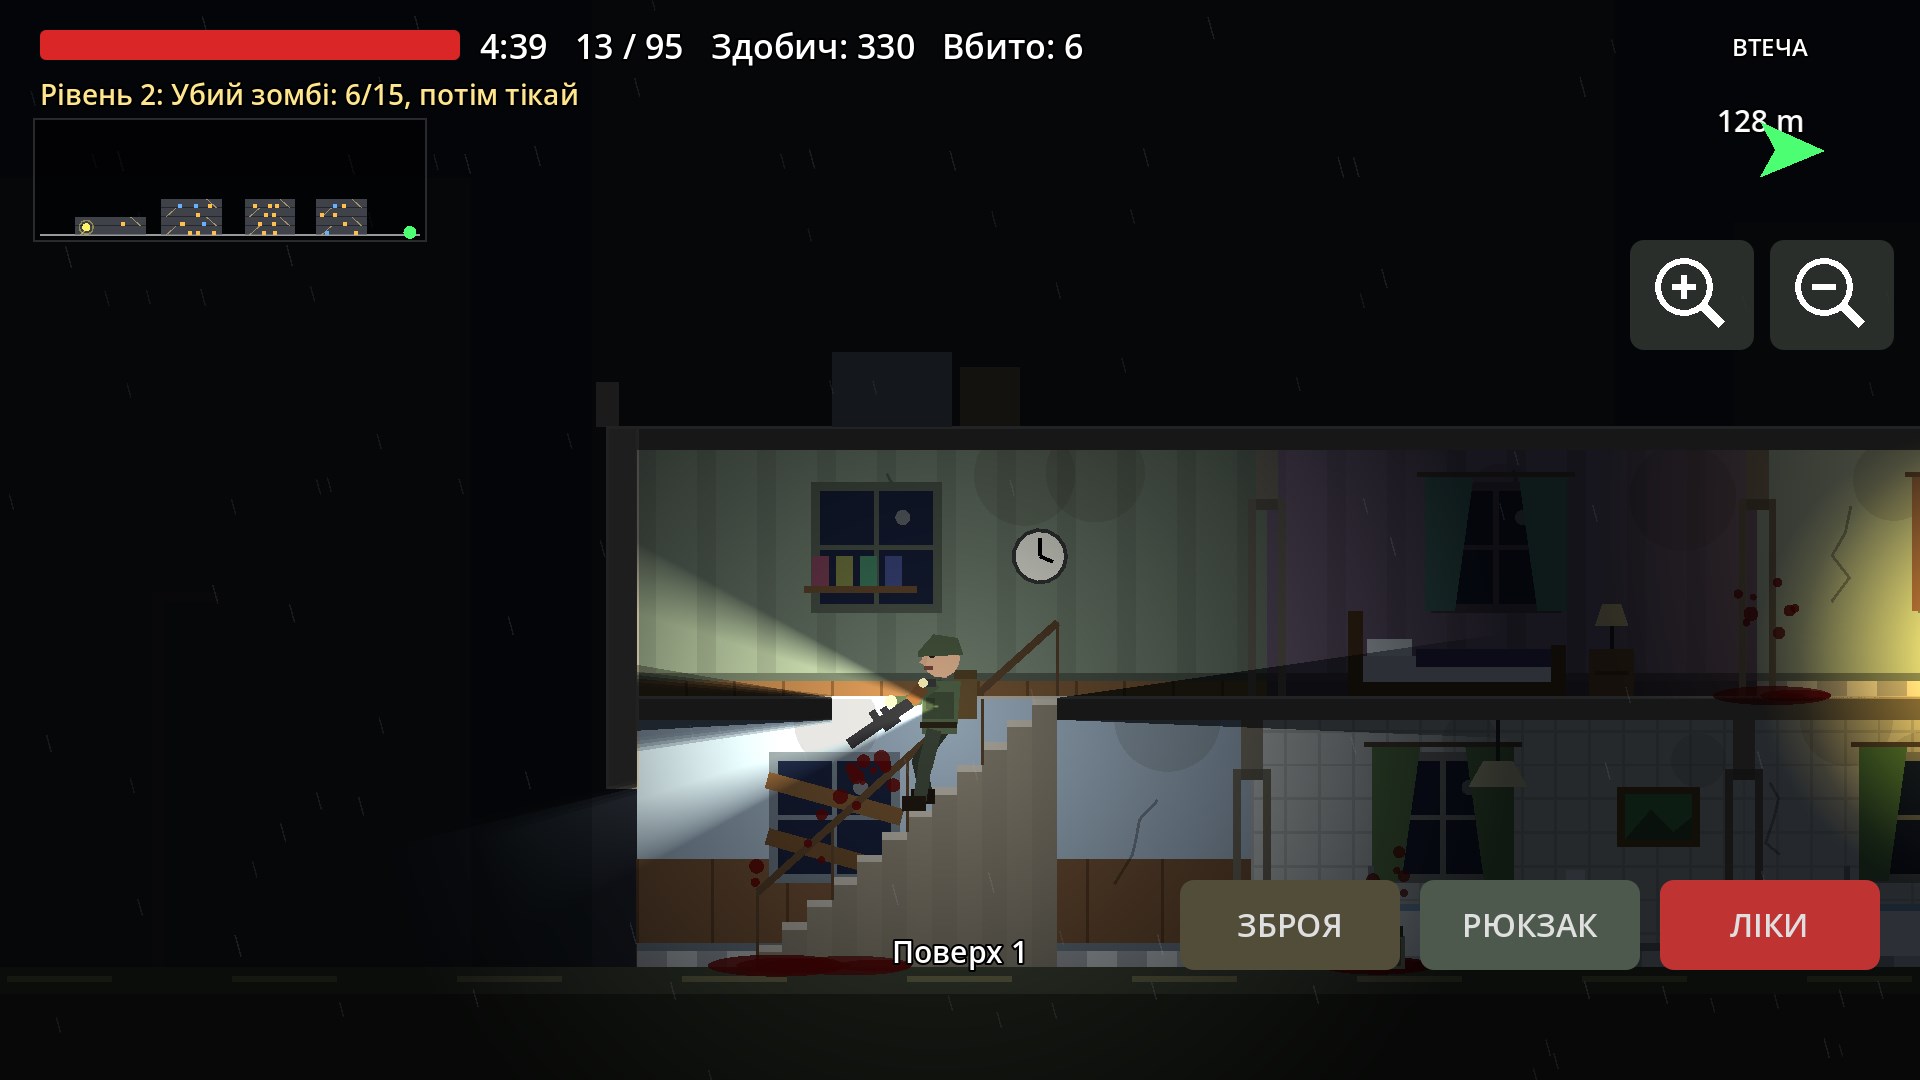 4:39 13 / 95 Здобич: 330 Вбито: 6
ВТЕЧА
Рівень 2: Убий зомбі: 6/15, потім тікай
128 m
ЗБРОЯ РЮКЗАК ЛІКИ
Поверх 1